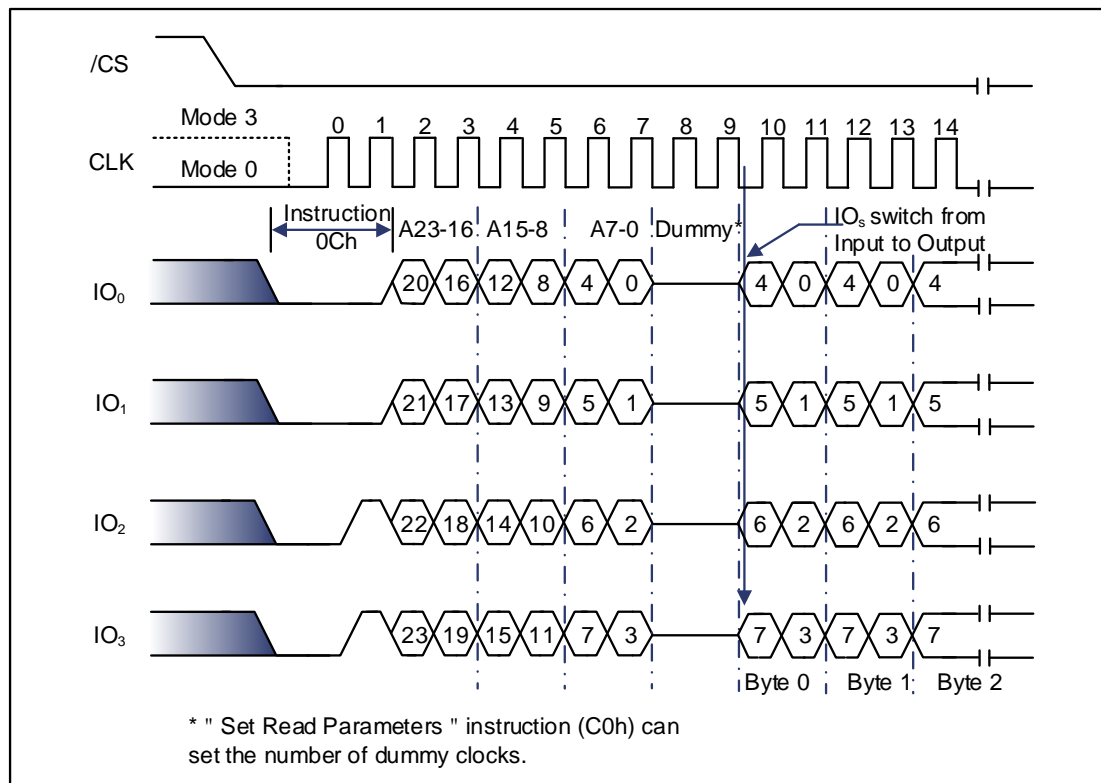 /CS
Mode 3
0 1 2 3 4 5 6 7 8 9 10 11 12 13 14
CLK
Mode 0
Instruction
0Ch
A23-16 A15-8 A7-0 Dummy*
IOs switch from
Input to Output
IO0 20 16 12 8 4 0 4 0 4 0 4
IO1 21 17 13 9 5 1 5 1 5 1 5
IO2 22 18 14 10 6 2 6 2 6 2 6
IO3 23 19 15 11 7 3 7 3 7 3 7
Byte 0 Byte 1 Byte 2
* " Set Read Parameters " instruction (C0h) can
set the number of dummy clocks.